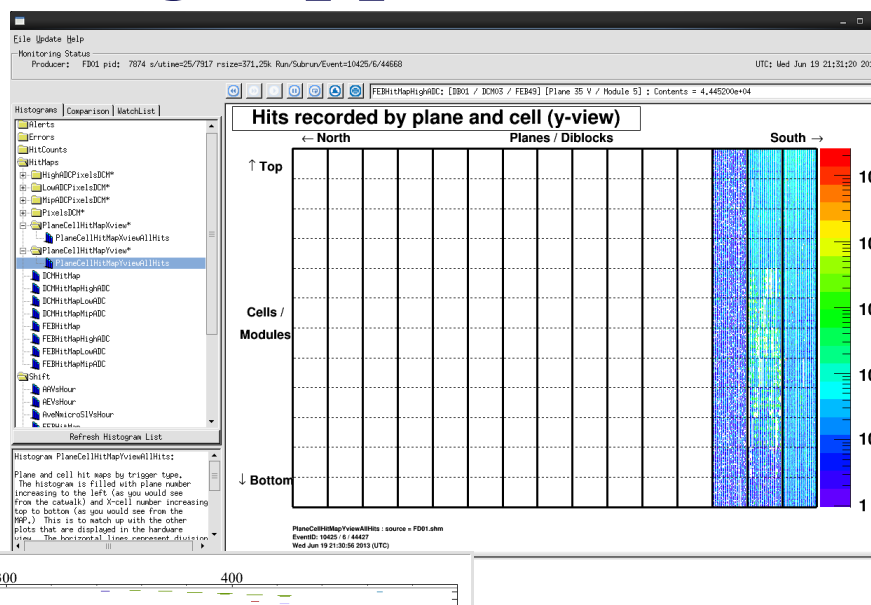 File Update Help
Monitoring Status
Producer: FD01 pid: 7874 s/utime=25/7917 rsize=371.25k Run/Subrun/Event=10425/6/44668
UTC: Wed Jun 19 21:31:20 201
FEBHitMapHighADC: [DB01 / DCM03 / FEB49] [Plane 35 V / Module 5] : Contents = 4.445200e+04
Histograms Comparison WatchList
Alerts
Errors
HitCounts
HitMaps
HighADCPixelsDCM*
LowADCPixelsDCM*
MipADCPixelsDCM*
PixelsDCM*
PlaneCellHitMapXview*
PlaneCellHitMapXviewAllHits
PlaneCellHitMapYview*
PlaneCellHitMapYviewAllHits
DCMHitMap
DCMHitMapHighADC
DCMHitMapLowADC
DCMHitMapMipADC
FEBHitMap
FEBHitMapHighADC
FEBHitMapLowADC
FEBHitMapMipADC
Shift
AAVsHour
AEVsHour
AveNmicroSlVsHour
Refresh Histogram List
Histogram PlaneCellHitMapYviewAllHits:
Plane and cell hit maps by trigger type.
The histogram is filled with plane number
increasing to the left (as you would see
from the catwalk) and X-cell number increasing
top to bottom (as you would see from the
MAP.) This is to match up with the other
plots that are displayed in the hardware
view. The horizontal lines represent division
Hits recorded by plane and cell (y-view)
← North Planes / Diblocks South →
↑ Top
Cells /
Modules
↓ Bottom
10
10
10
10
10
1
PlaneCellHitMapYviewAllHits : source = FD01.shm
EventID: 10425 / 6 / 44427
Wed Jun 19 21:30:56 2013 (UTC)
300 400